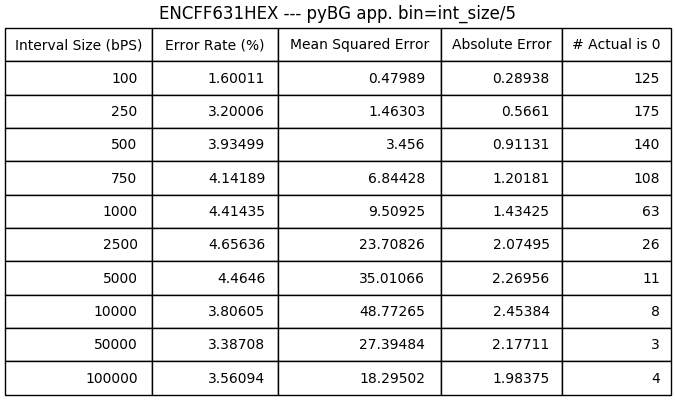 ENCFF631HEX --- pyBG app. bin=int_size/5
Interval Size (bPS) Error Rate (%) Mean Squared Error Absolute Error # Actual is 0
100 1.60011 0.47989 0.28938 125
250 3.20006 1.46303 0.5661 175
500 3.93499 3.456 0.91131 140
750 4.14189 6.84428 1.20181 108
1000 4.41435 9.50925 1.43425 63
2500 4.65636 23.70826 2.07495 26
5000 4.4646 35.01066 2.26956 11
10000 3.80605 48.77265 2.45384 8
50000 3.38708 27.39484 2.17711 3
100000 3.56094 18.29502 1.98375 4